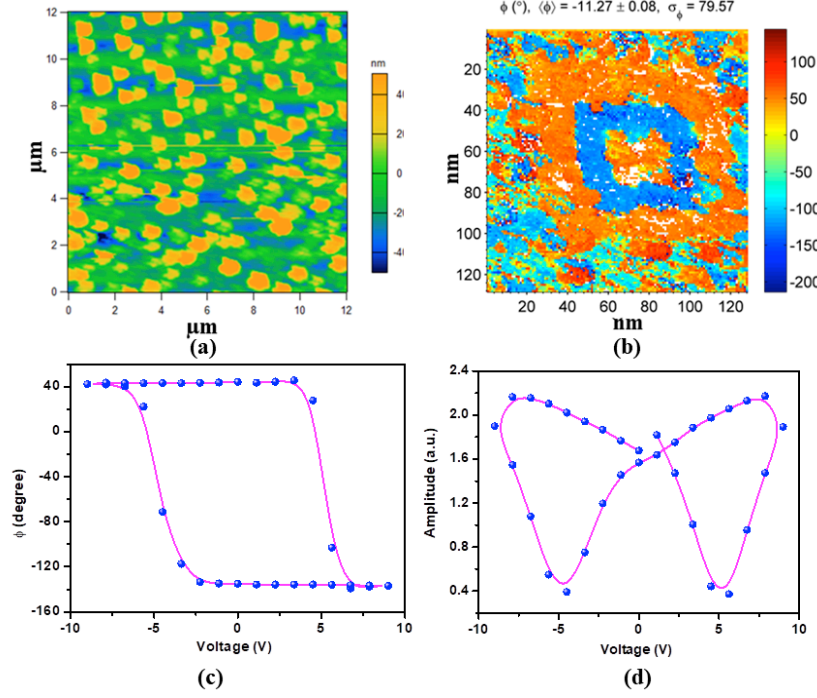 ϕ (°), ⟨ϕ⟩ = -11.27 ± 0.08, σϕ = 79.57
12
10
8
6
4
2
0
μm
0 2 4 6 8 10 12
μm
nm
40
20
0
-20
-40
(a)
20
40
60
80
100
120
nm
20 40 60 80 100 120
nm
100
50
0
-50
-100
-150
-200
(b)
40
0
-40
-80
-120
-160
ϕ (degree)
-10 -5 0 5 10
Voltage (V)
(c)
2.4
2.0
1.6
1.2
0.8
0.4
Amplitude (a.u.)
-10 -5 0 5 10
Voltage (V)
(d)